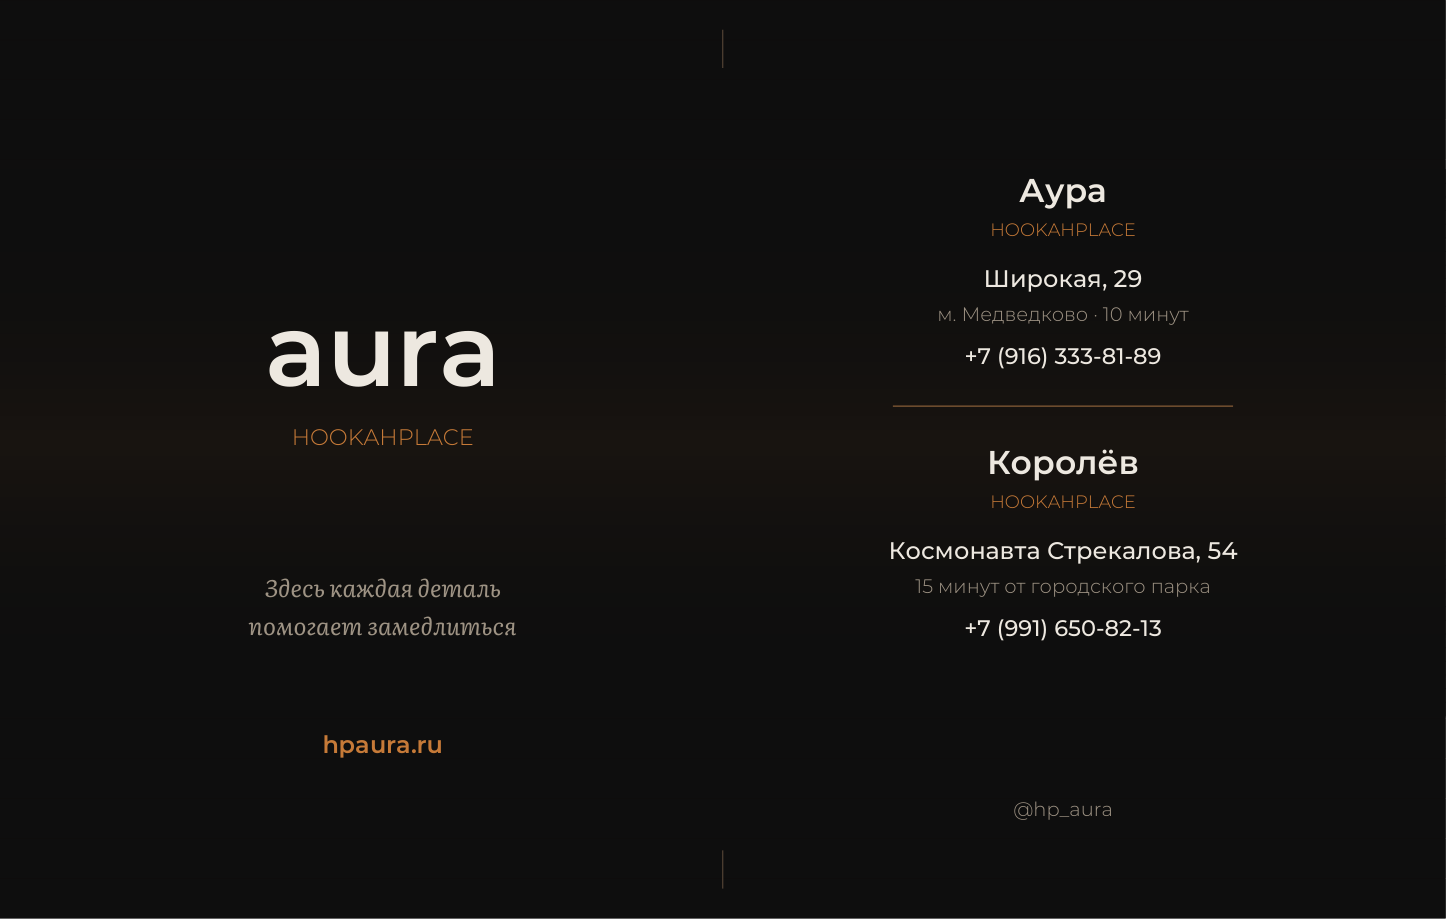 aura
HOOKAHPLACE
Здесь каждая деталь
помогает замедлиться
hpaura.ru
Аура
HOOKAHPLACE
Широкая, 29
м. Медведково · 10 минут
+7 (916) 333-81-89
Королёв
HOOKAHPLACE
Космонавта Стрекалова, 54
15 минут от городского парка
+7 (991) 650-82-13
@hp_aura